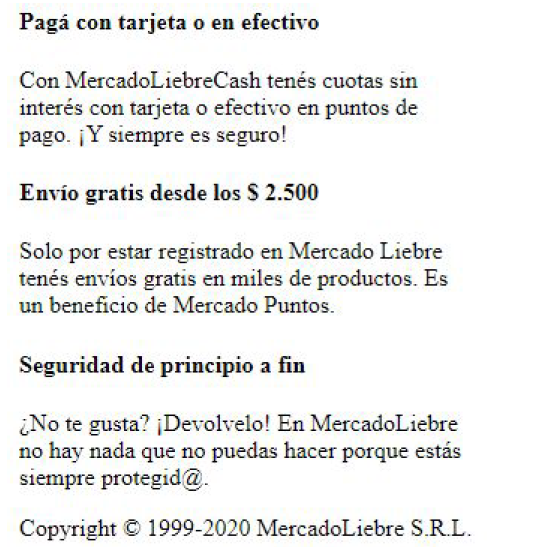 Pagá con tarjeta o en efectivo
Con MercadoLiebreCash tenés cuotas sin
interés con tarjeta o efectivo en puntos de
pago. ¡Y siempre es seguro!
Envío gratis desde los $ 2.500
Solo por estar registrado en Mercado Liebre
tenés envíos gratis en miles de productos. Es
un beneficio de Mercado Puntos.
Seguridad de principio a fin
¿No te gusta? ¡Devolvelo! En MercadoLiebre
no hay nada que no puedas hacer porque estás
siempre protegid@.
Copyright © 1999-2020 MercadoLiebre S.R.L.